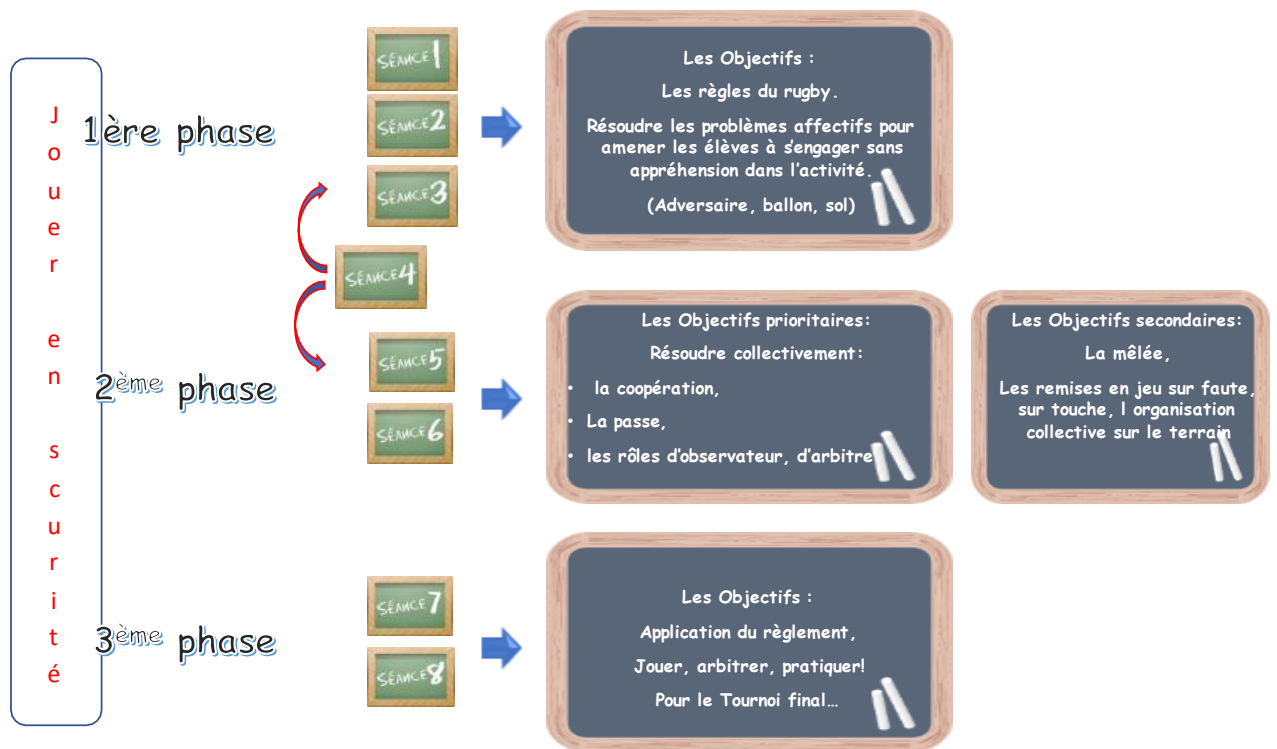 Jouer en scurité
1ère phase
SÉANCE 1
SÉANCE 2
SÉANCE 3
Les Objectifs :
Les règles du rugby.
Résoudre les problèmes affectifs pour
amener les élèves à s'engager sans
appréhension dans l'activité.
(Adversaire, ballon, sol)
SÉANCE 4
2ème phase
SÉANCE 5
SÉANCE 6
Les Objectifs prioritaires:
Résoudre collectivement:
• la coopération,
• La passe,
• les rôles d'observateur, d'arbitre
Les Objectifs secondaires:
La mêlée,
Les remises en jeu sur faute,
sur touche, l organisation
collective sur le terrain
3ème phase
SÉANCE 7
SÉANCE 8
Les Objectifs :
Application du règlement,
Jouer, arbitrer, pratiquer!
Pour le Tournoi final…